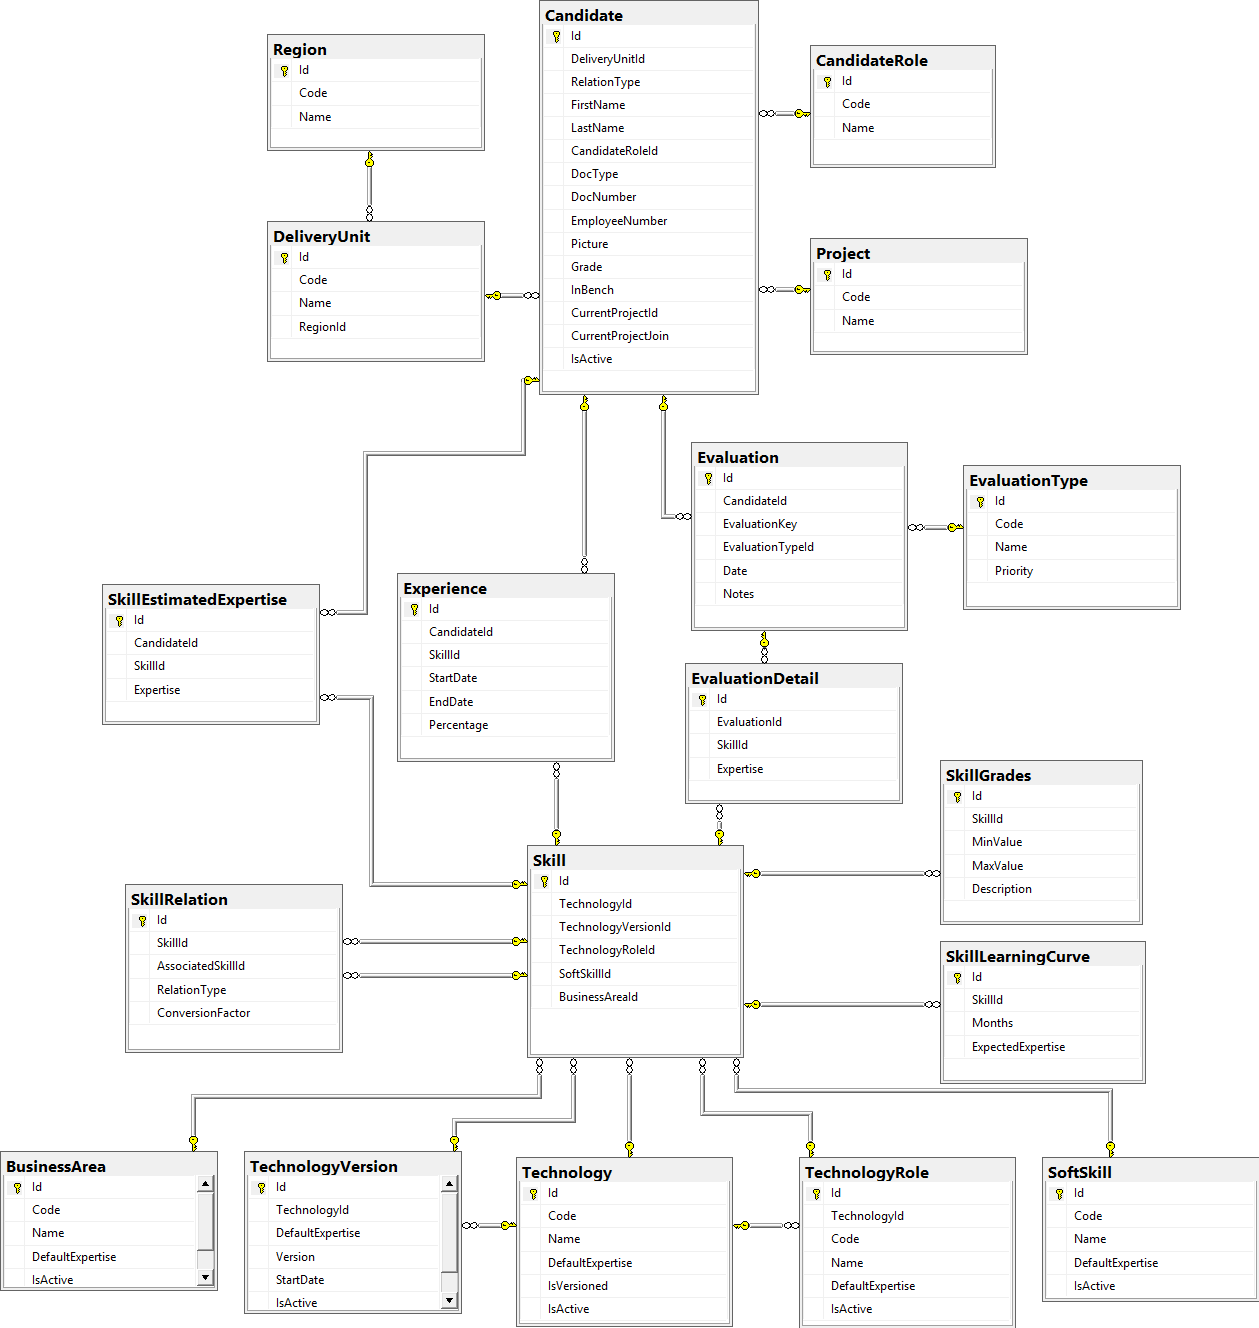 Candidate
Id
DeliveryUnitId
RelationType
FirstName
LastName
CandidateRoleId
DocType
DocNumber
EmployeeNumber
Picture
Grade
InBench
CurrentProjectId
CurrentProjectJoin
IsActive
Region
Id
Code
Name
CandidateRole
Id
Code
Name
DeliveryUnit
Id
Code
Name
RegionId
Project
Id
Code
Name
Evaluation
Id
CandidateId
EvaluationKey
EvaluationTypeId
Date
Notes
EvaluationType
Id
Code
Name
Priority
SkillEstimatedExpertise
Id
CandidateId
SkillId
Expertise
Experience
Id
CandidateId
SkillId
StartDate
EndDate
Percentage
EvaluationDetail
Id
EvaluationId
SkillId
Expertise
SkillGrades
Id
SkillId
MinValue
MaxValue
Description
Skill
Id
TechnologyId
TechnologyVersionId
TechnologyRoleId
SoftSkillId
BusinessAreaId
SkillRelation
Id
SkillId
AssociatedSkillId
RelationType
ConversionFactor
SkillLearningCurve
Id
SkillId
Months
ExpectedExpertise
BusinessArea
Id
Code
Name
DefaultExpertise
IsActive
TechnologyVersion
Id
TechnologyId
DefaultExpertise
Version
StartDate
IsActive
Technology
Id
Code
Name
DefaultExpertise
IsVersioned
IsActive
TechnologyRole
Id
TechnologyId
Code
Name
DefaultExpertise
IsActive
SoftSkill
Id
Code
Name
DefaultExpertise
IsActive